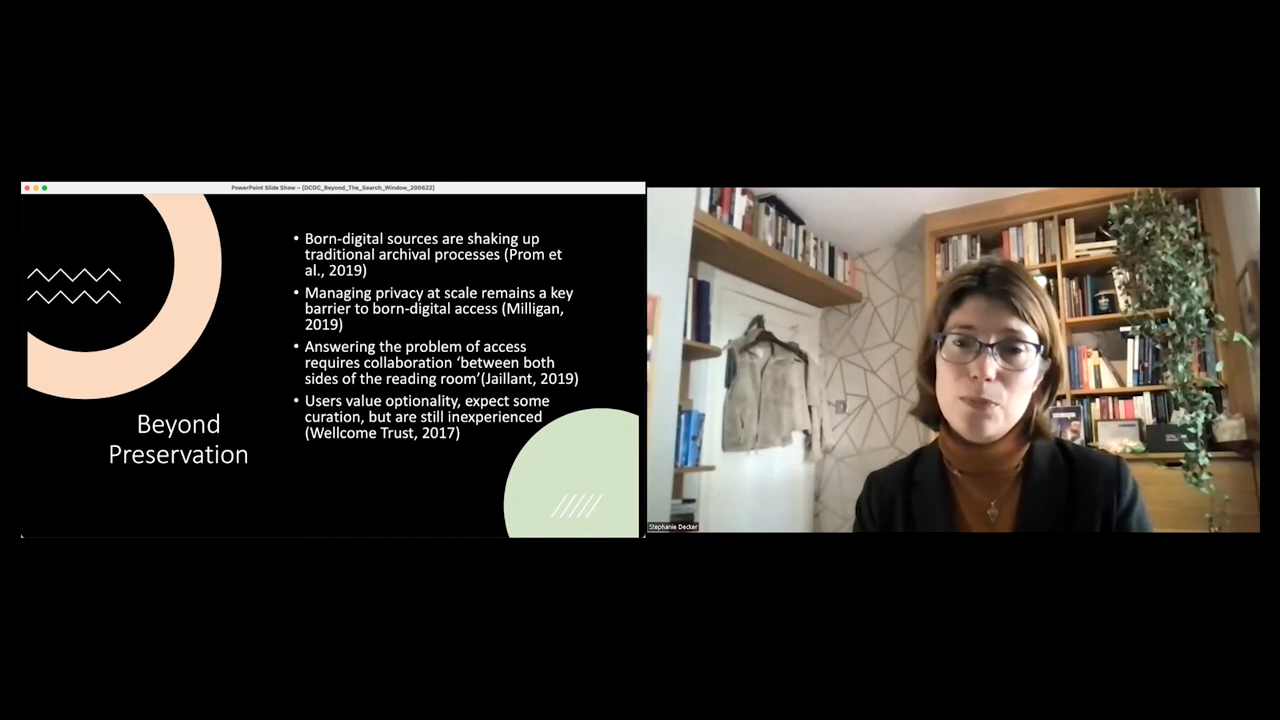 PowerPoint Slide Show – [DCDC_Beyond_The_Search_Window_200622]
• Born-digital sources are shaking up
traditional archival processes (Prom et
al., 2019)
• Managing privacy at scale remains a key
barrier to born-digital access (Milligan,
2019)
• Answering the problem of access
requires collaboration ‘between both
sides of the reading room’(Jaillant, 2019)
• Users value optionality, expect some
curation, but are still inexperienced
(Wellcome Trust, 2017)
Beyond
Preservation
Stephanie Decker